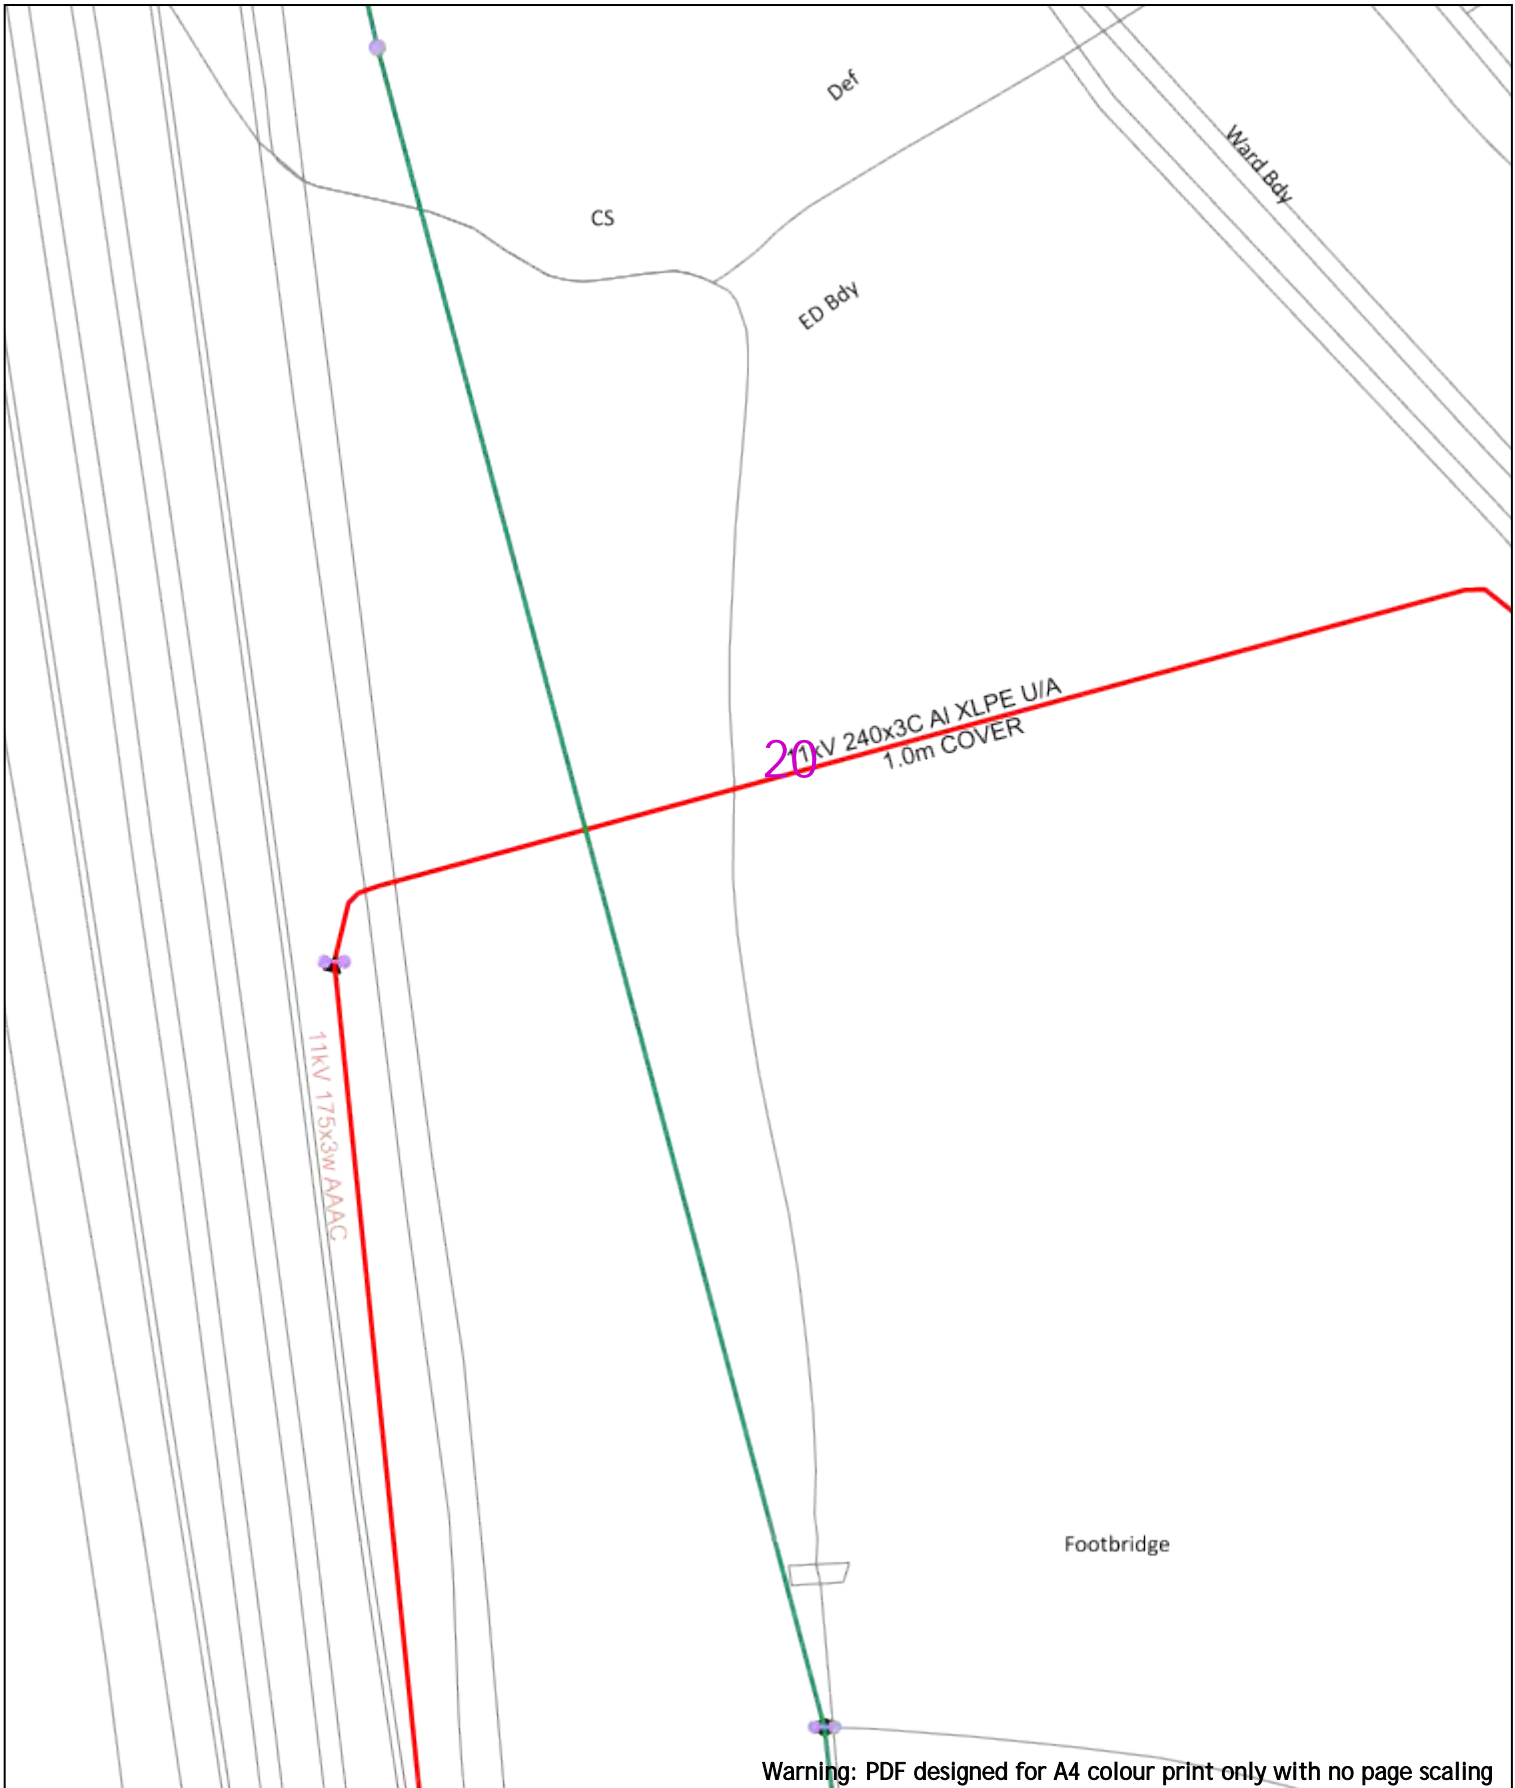 Def
Ward Bdy
CS
ED Bdy
11kV 240x3C Al XLPE U/A
1.0m COVER
20
11kV 175x3w AAAC
Footbridge
Warning: PDF designed for A4 colour print only with no page scaling